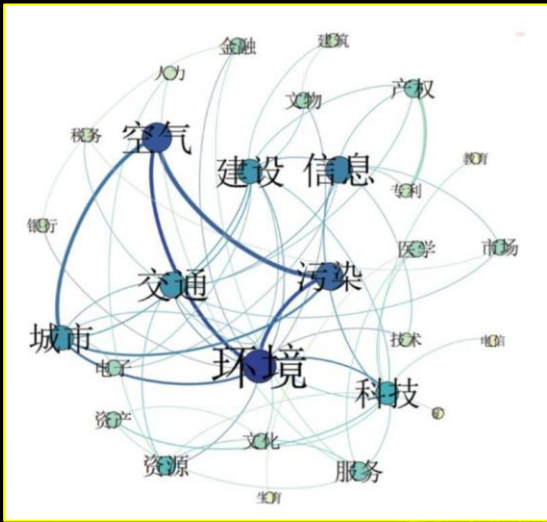 金融
建筑
人力
文物
产权
税务
空气
建设
信息
教育
专利
银行
医学
市场
交通
污染
城市
技术
电信
电子
环境
科技
资产
文化
资源
服务
生育